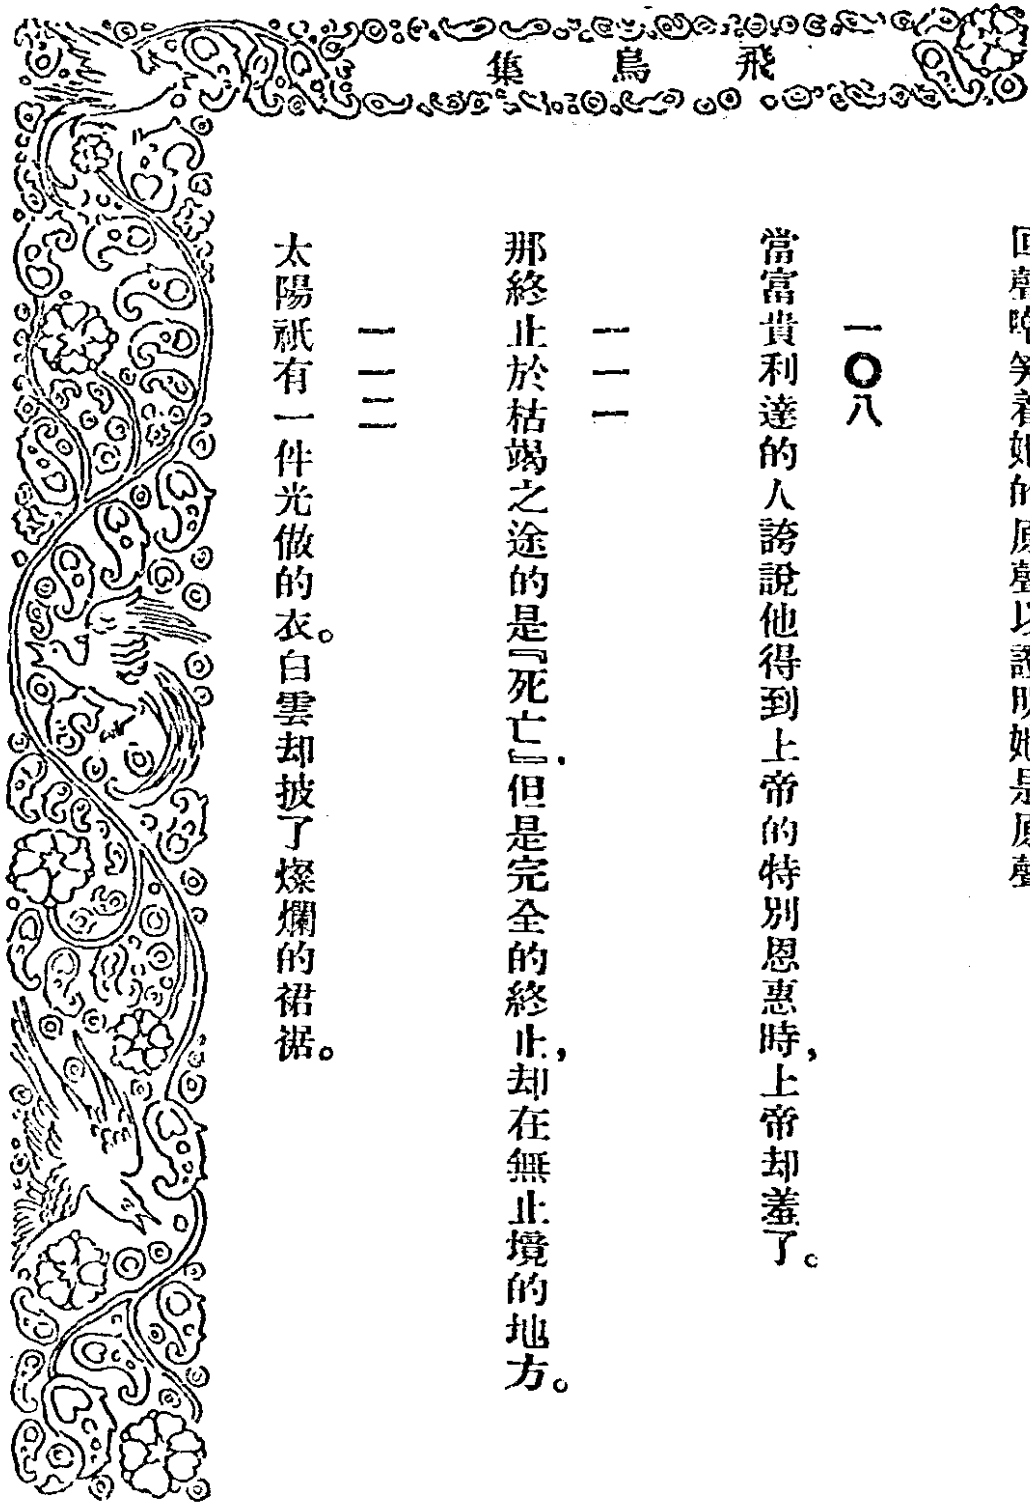 飛鳥集
回聲嘲笑着她的原聲以證明她是原聲
一〇八
當富貴利達的人誇說他得到上帝的特別恩惠時,上帝却羞了。
一一一
那終止於枯竭之途的是『死亡』但是完全的終止,却在無止境的地方。
一一二
太陽祇有一件光做的衣。白雲却披了燦爛的裙裾。